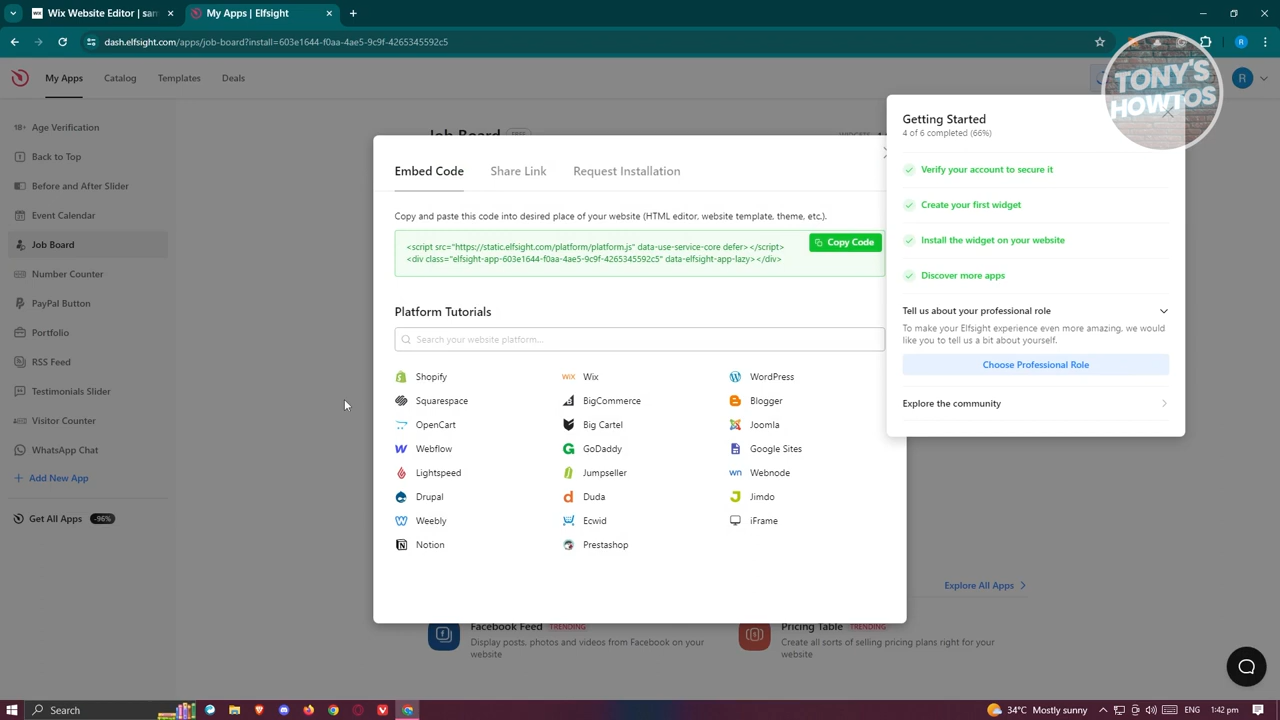 Wix Website Editor | san
My Apps | Elfsight
dash.elfsight.com/apps/job-board?install=603e1644-f0aa-4ae5-9c9f-4265345592c5
R
My Apps
Catalog
Templates
Deals
R
TONY'S
HOWTOS
18+ Age Verification
Back to Top
Before and After Slider
Event Calendar
Job Board
Number Counter
PayPal Button
Portfolio
RSS Feed
Testimonials Slider
Visitor Counter
WhatsApp Chat
+ Add New App
Get All Apps -96%
Job Board
Embed Code
Share Link
Request Installation
Copy and paste this code into desired place of your website (HTML editor, website template, theme, etc.).
<script src="https://static.elfsight.com/platform/platform.js" data-use-service-core defer></script>
<div class="elfsight-app-603e1644-f0aa-4ae5-9c9f-4265345592c5" data-elfsight-app-lazy></div>
Copy Code
Platform Tutorials
Search your website platform...
Shopify
WiX Wix
WordPress
Squarespace
BigCommerce
Blogger
OpenCart
Big Cartel
Joomla
Webflow
GoDaddy
Google Sites
Lightspeed
Jumpseller
wn Webnode
Drupal
Duda
Jimdo
Weebly
Ecwid
iFrame
Notion
Prestashop
Getting Started
4 of 6 completed (66%)
Verify your account to secure it
Create your first widget
Install the widget on your website
Discover more apps
Tell us about your professional role
To make your Elfsight experience even more amazing, we would
like you to tell us a bit about yourself.
Choose Professional Role
Explore the community
Explore All Apps
Facebook Feed TRENDING
Display posts, photos and videos from Facebook on your
website
Pricing Table TRENDING
Create all sorts of selling pricing plans right for your
website
Search
34°C Mostly sunny
ENG
1:42 pm